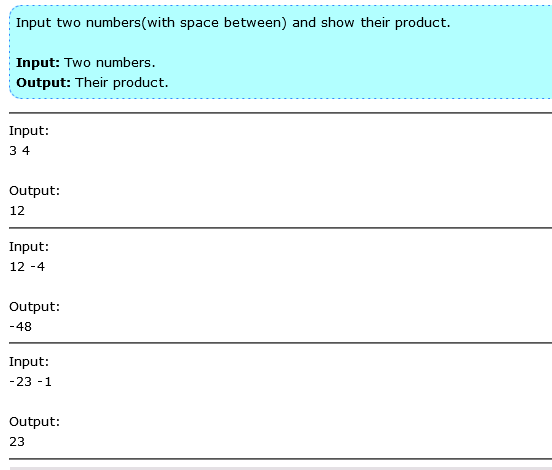 Input two numbers(with space between) and show their product.
Input: Two numbers.
Output: Their product.
Input:
3 4
Output:
12
Input:
12 -4
Output:
-48
Input:
-23 -1
Output:
23